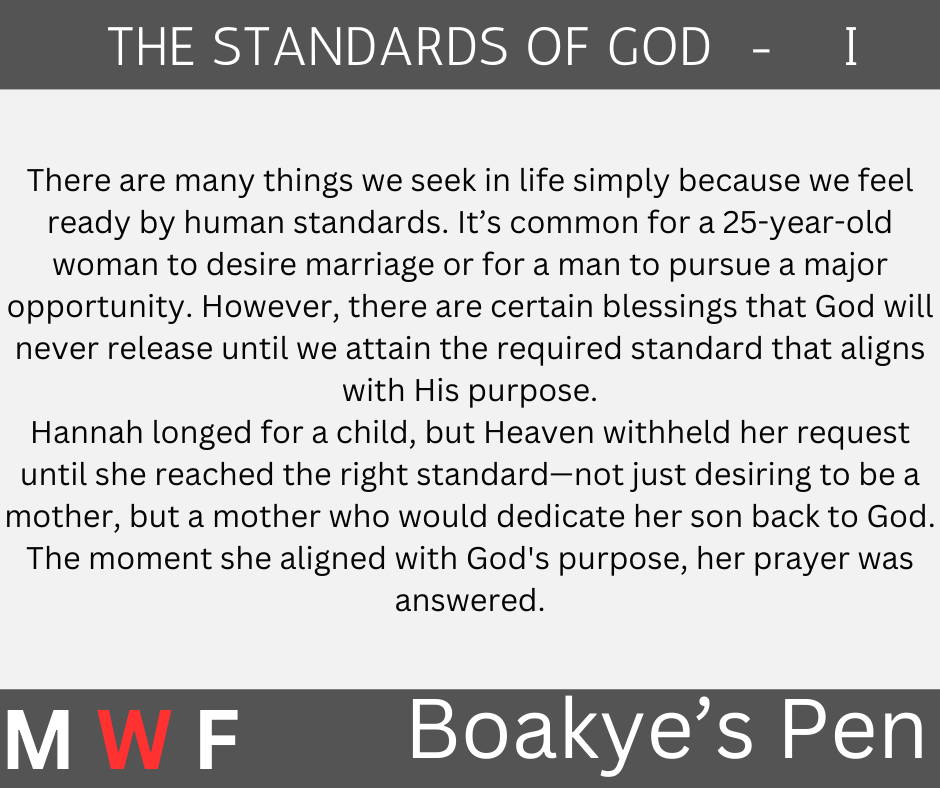 THE STANDARDS OF GOD - I
There are many things we seek in life simply because we feel
ready by human standards. It’s common for a 25-year-old
woman to desire marriage or for a man to pursue a major
opportunity. However, there are certain blessings that God will
never release until we attain the required standard that aligns
with His purpose.
Hannah longed for a child, but Heaven withheld her request
until she reached the right standard—not just desiring to be a
mother, but a mother who would dedicate her son back to God.
The moment she aligned with God's purpose, her prayer was
answered.
M W F Boakye’s Pen